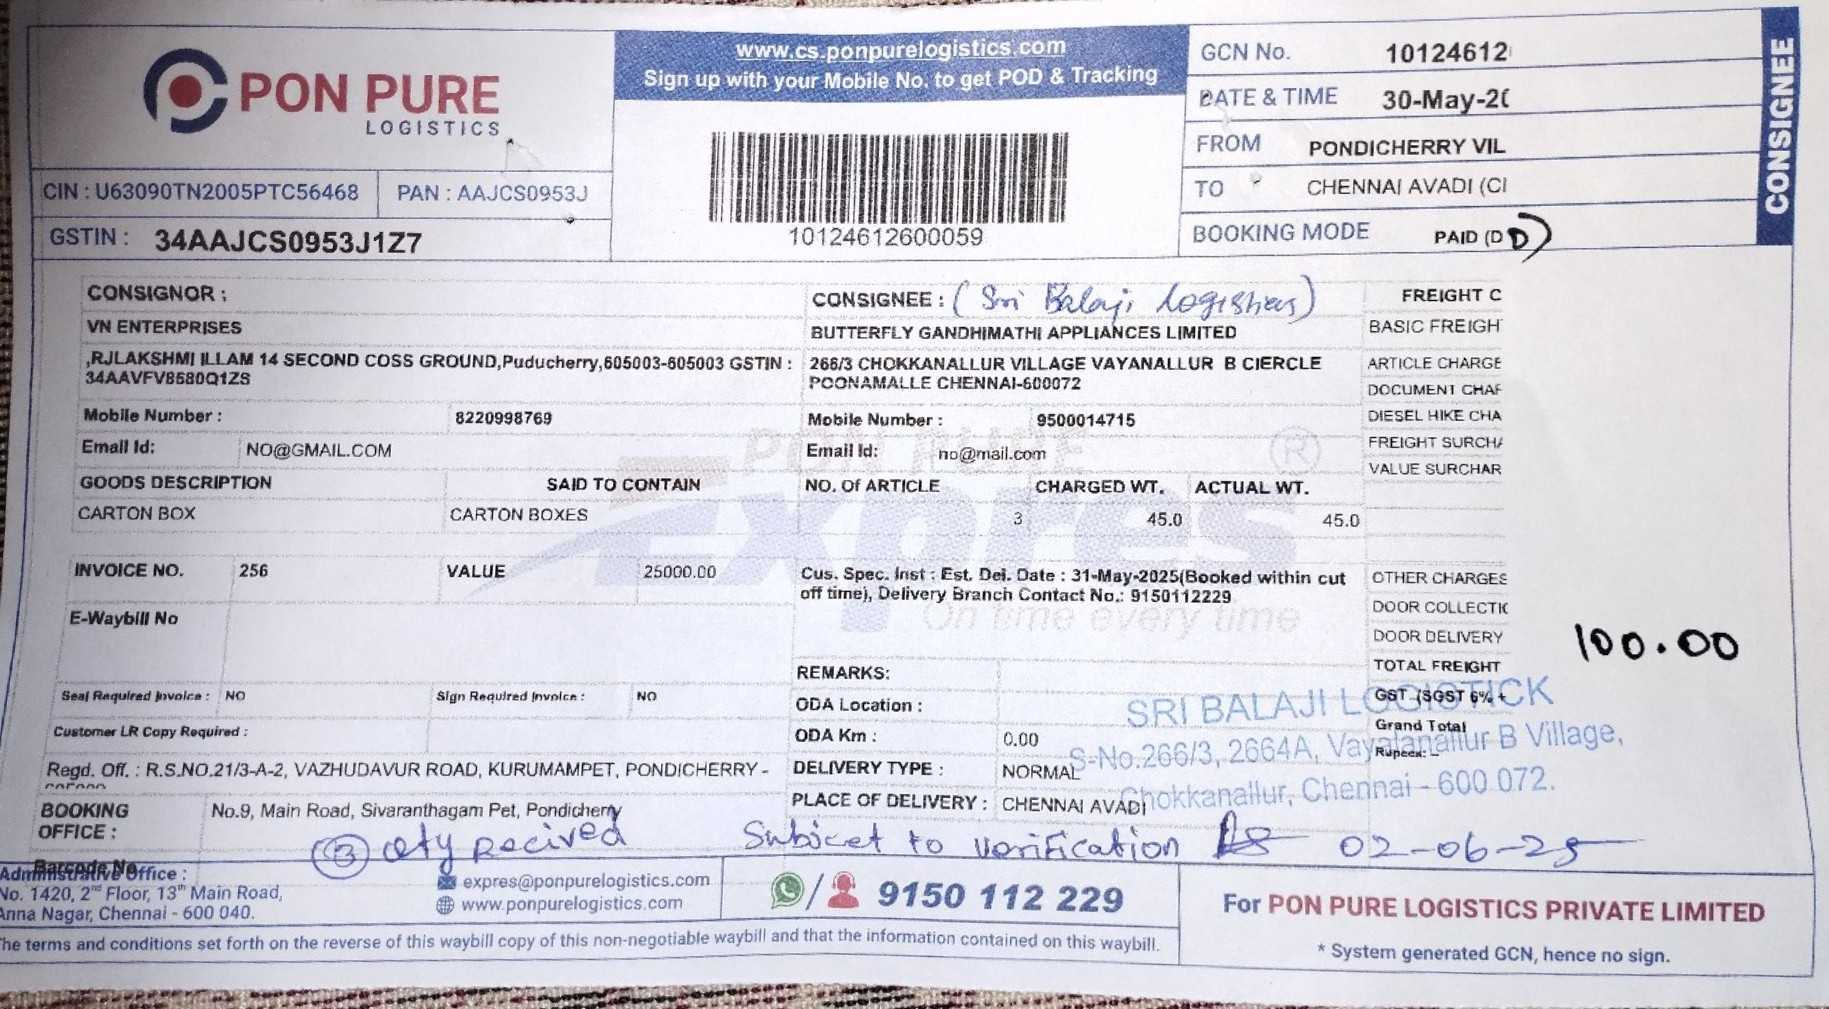 PON PURE
LOGISTICS
www.cs.ponpurelogistics.com
Sign up with your Mobile No. to get POD & Tracking
10124612600059
GCN No. 10124612
DATE & TIME 30-May-20
FROM PONDICHERRY VIL
TO CHENNAI AVADI (CI
BOOKING MODE PAID (D D)
CONSIGNEE
CIN : U63090TN2005PTC56468 PAN : AAJCS0953J
GSTIN : 34AAJCS0953J1Z7
CONSIGNOR :
VN ENTERPRISES
,RJLAKSHMI ILLAM 14 SECOND COSS GROUND,Puducherry,605003-605003 GSTIN :
34AAVFV8580Q1ZS
Mobile Number : 8220998769
Email Id: NO@GMAIL.COM
CONSIGNEE : (Sri Balaji Logistics)
BUTTERFLY GANDHIMATHI APPLIANCES LIMITED
266/3 CHOKKANALLUR VILLAGE VAYANALLUR B CIERCLE
POONAMALLE CHENNAI-600072
Mobile Number : 9500014715
Email Id: no@mail.com
FREIGHT C
BASIC FREIGH
ARTICLE CHARGE
DOCUMENT CHAF
DIESEL HIKE CHA
FREIGHT SURCHA
VALUE SURCHAR
PON PURE
Expres
On time every time
GOODS DESCRIPTION SAID TO CONTAIN NO. Of ARTICLE CHARGED WT. ACTUAL WT.
CARTON BOX CARTON BOXES 3 45.0 45.0
INVOICE NO. 256 VALUE 25000.00
Cus. Spec. Inst : Est. Del. Date : 31-May-2025(Booked within cut
off time), Delivery Branch Contact No.: 9150112229
E-Waybill No
OTHER CHARGES
DOOR COLLECTIC
DOOR DELIVERY 100.00
TOTAL FREIGHT
GST (SGST 6% +
Grand Total
Rupees: -
Seal Required Invoice : NO Sign Required Invoice : NO
Customer LR Copy Required :
REMARKS:
ODA Location :
ODA Km : 0.00
DELIVERY TYPE : NORMAL
PLACE OF DELIVERY : CHENNAI AVADI
SRI BALAJI LOGISTICK
S-No.266/3, 2664A, Vayalanallur B Village,
Chokkanallur, Chennai - 600 072.
Regd. Off. : R.S.NO.21/3-A-2, VAZHUDAVUR ROAD, KURUMAMPET, PONDICHERRY -
BOOKING OFFICE : No.9, Main Road, Sivaranthagam Pet, Pondicherry
(3) Qty Recived Subicet to verification 02-06-25
Barcode No
Administrative Office :
No. 1420, 2nd Floor, 13th Main Road,
Anna Nagar, Chennai - 600 040.
expres@ponpurelogistics.com
www.ponpurelogistics.com
9150 112 229
For PON PURE LOGISTICS PRIVATE LIMITED
* System generated GCN, hence no sign.
The terms and conditions set forth on the reverse of this waybill copy of this non-negotiable waybill and that the information contained on this waybill.